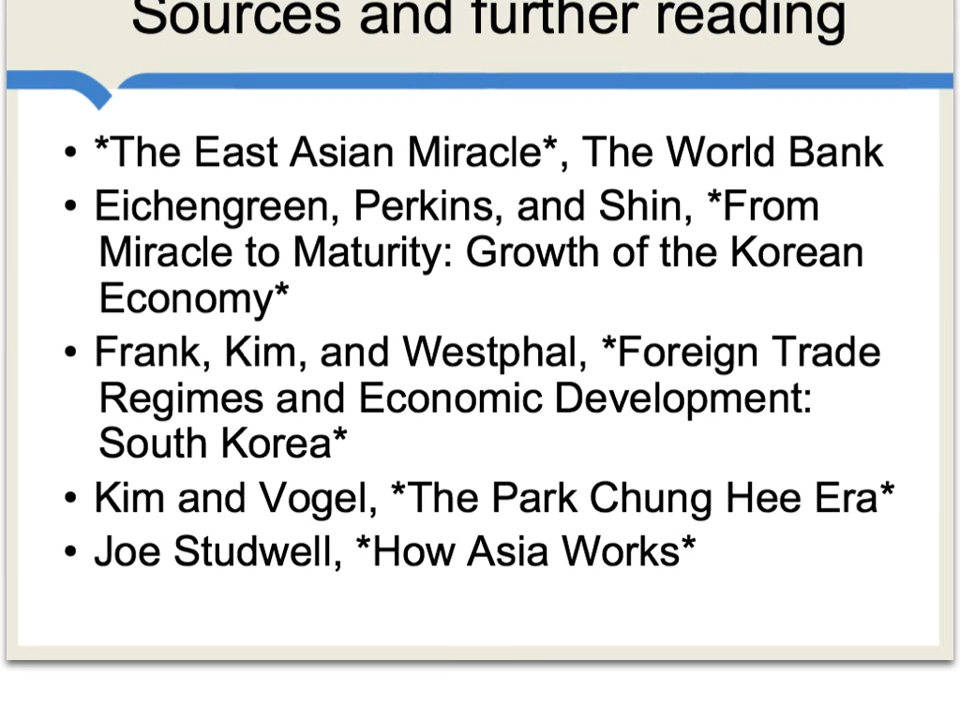 Sources and further reading
• *The East Asian Miracle*, The World Bank
• Eichengreen, Perkins, and Shin, *From
Miracle to Maturity: Growth of the Korean
Economy*
• Frank, Kim, and Westphal, *Foreign Trade
Regimes and Economic Development:
South Korea*
• Kim and Vogel, *The Park Chung Hee Era*
• Joe Studwell, *How Asia Works*